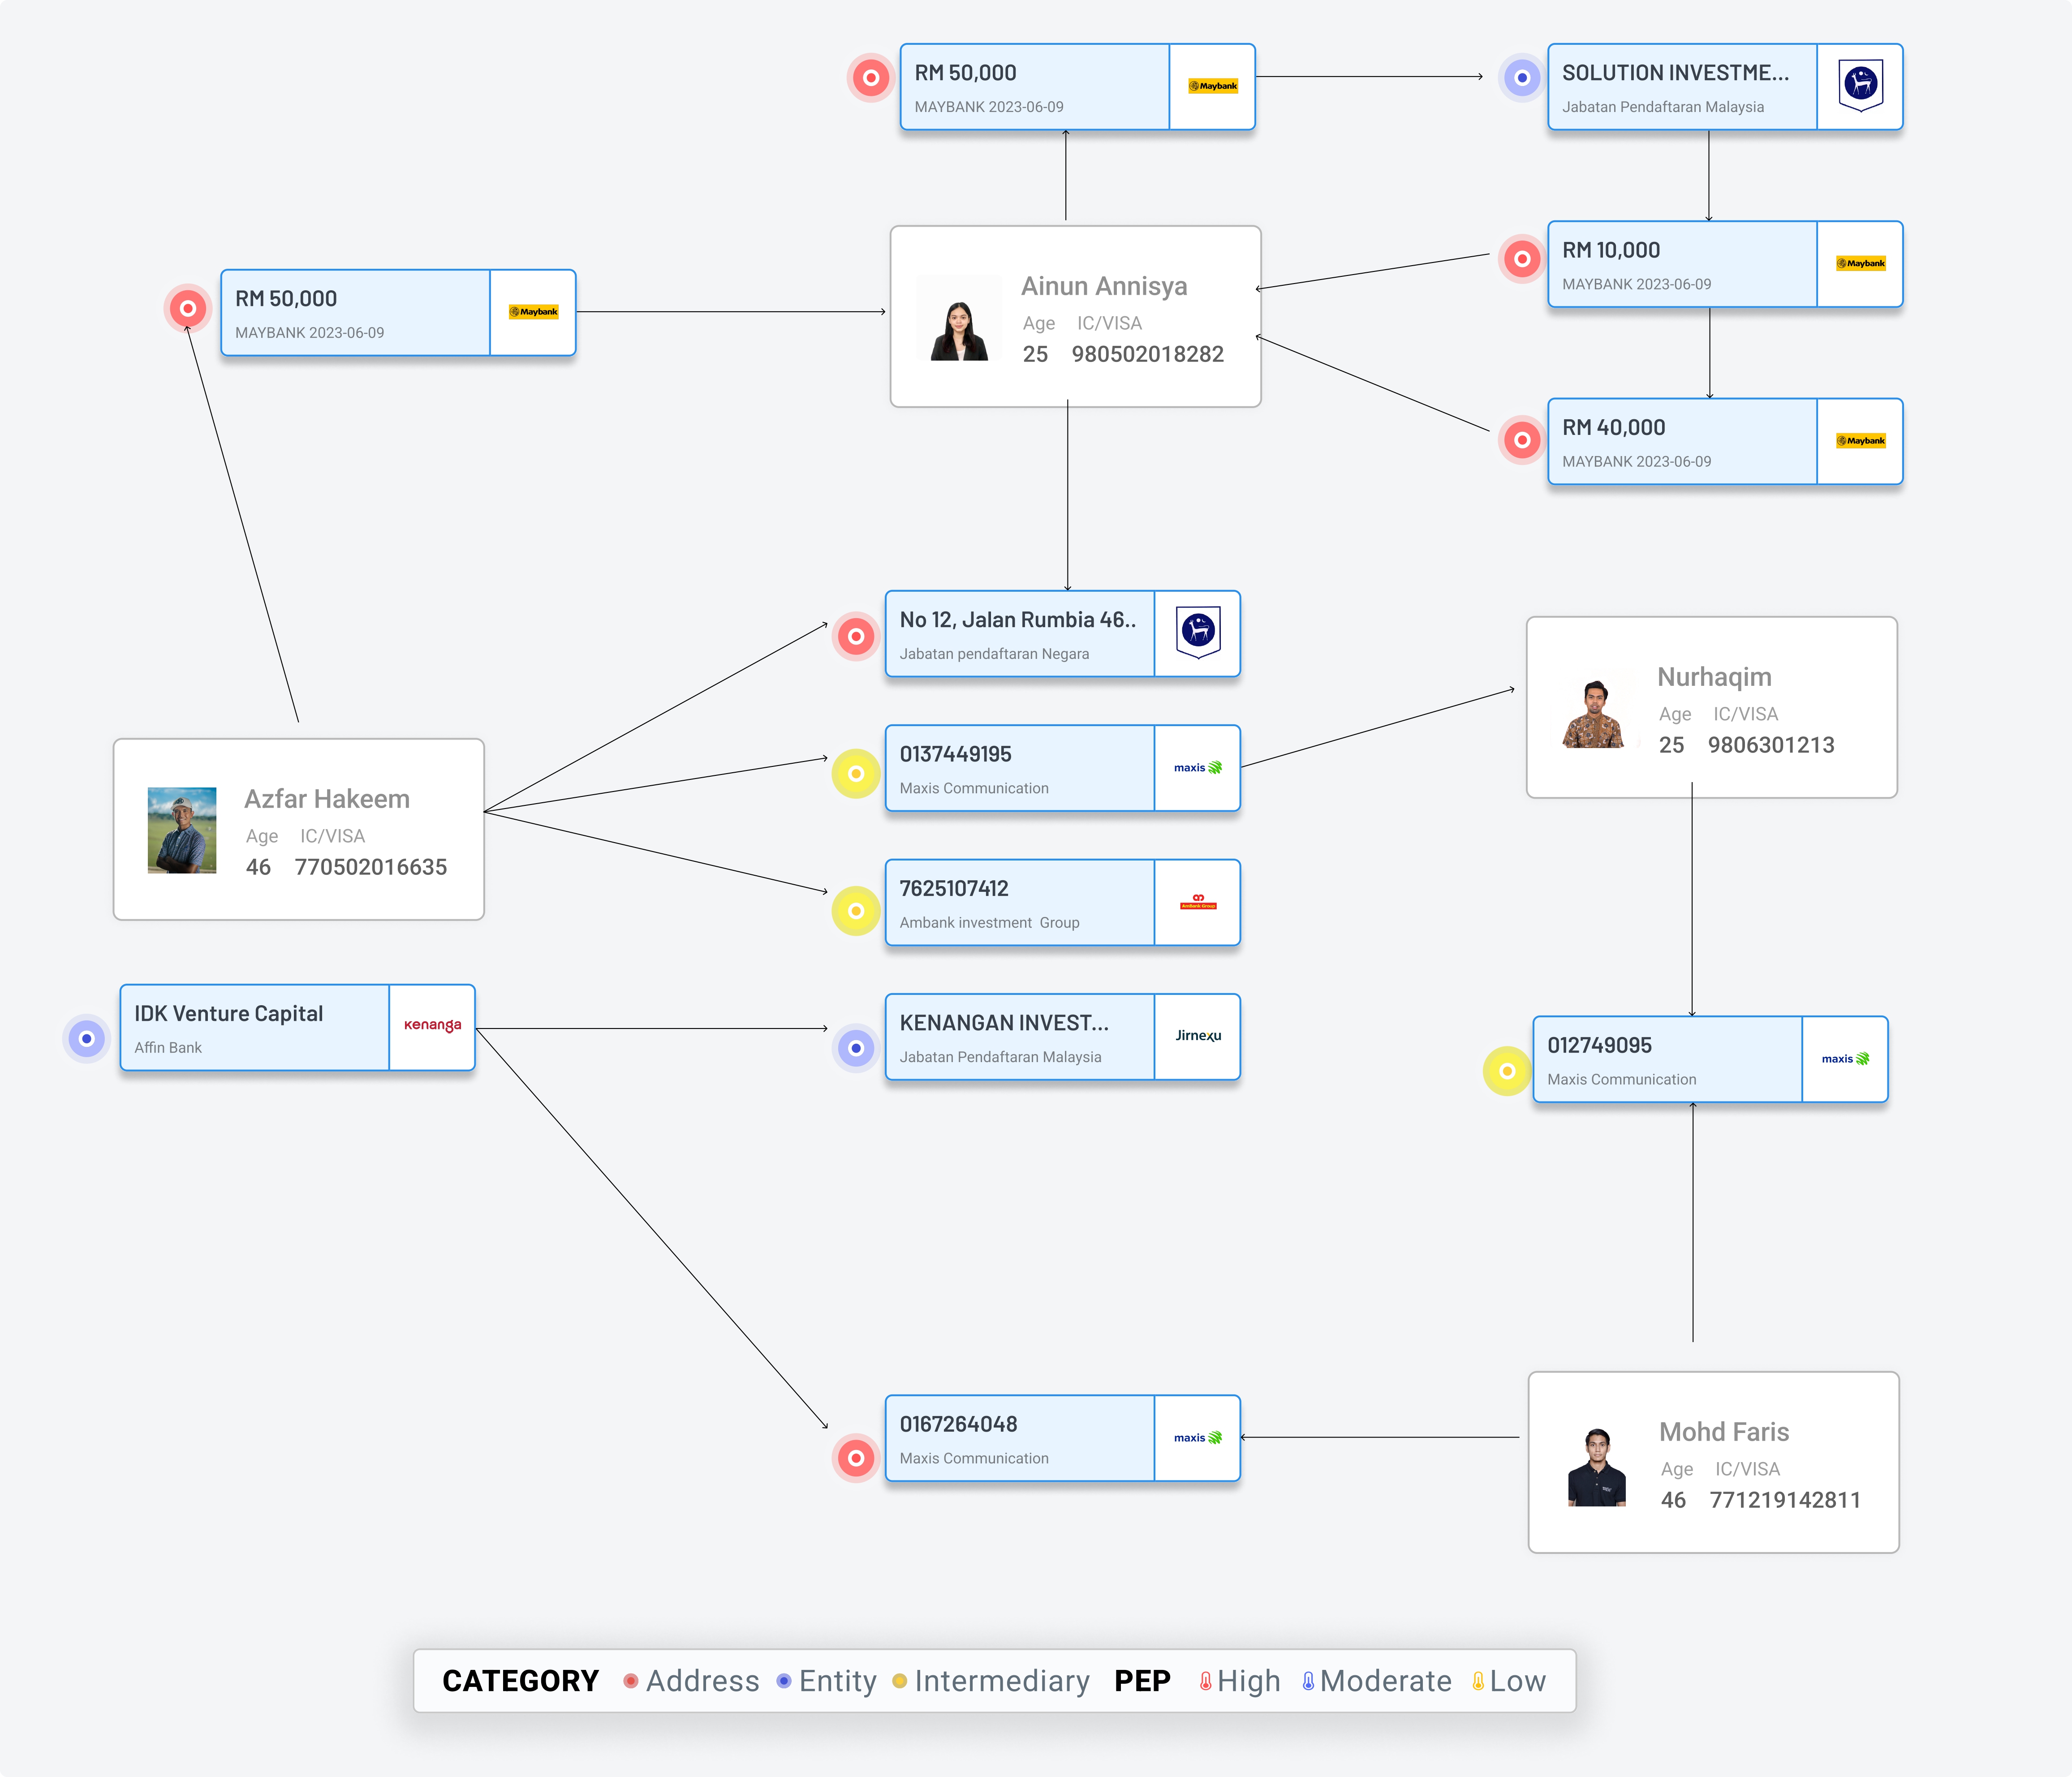 RM 50,000
MAYBANK 2023-06-09
Maybank
SOLUTION INVESTME...
Jabatan Pendaftaran Malaysia
RM 50,000
MAYBANK 2023-06-09
Maybank
Ainun Annisya
Age IC/VISA
25 980502018282
RM 10,000
MAYBANK 2023-06-09
Maybank
RM 40,000
MAYBANK 2023-06-09
Maybank
No 12, Jalan Rumbia 46..
Jabatan pendaftaran Negara
0137449195
Maxis Communication
maxis
Nurhaqim
Age IC/VISA
25 9806301213
Azfar Hakeem
Age IC/VISA
46 770502016635
7625107412
Ambank investment Group
AmBank Group
IDK Venture Capital
Affin Bank
kenanga
KENANGAN INVEST...
Jabatan Pendaftaran Malaysia
Jirnexu
012749095
Maxis Communication
maxis
0167264048
Maxis Communication
maxis
Mohd Faris
Age IC/VISA
46 771219142811
CATEGORY Address Entity Intermediary PEP High Moderate Low